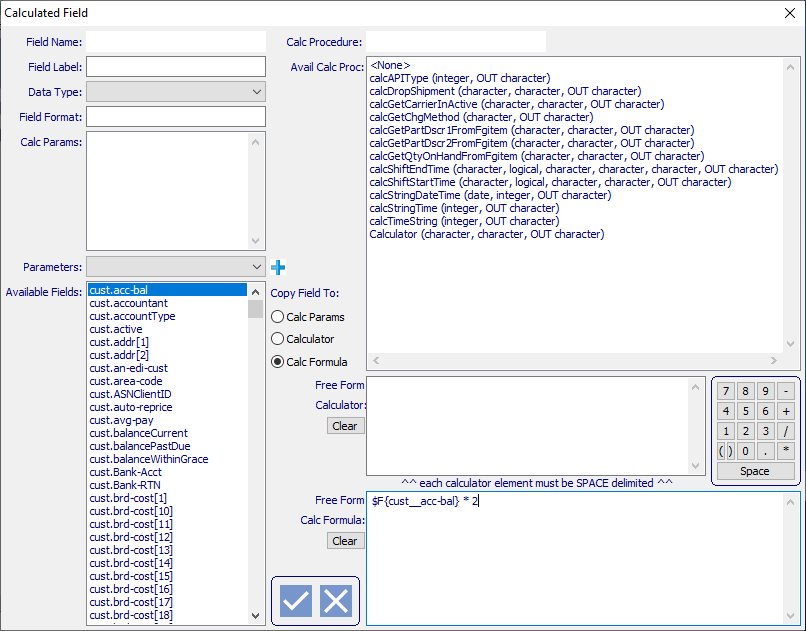 Calculated Field
Field Name:
Calc Procedure:
Field Label:
Avail Calc Proc:
Data Type:
Field Format:
Calc Params:
<None>
calcAPIType (integer, OUT character)
calcDropShipment (character, character, OUT character)
calcGetCarrierInActive (character, character, OUT character)
calcGetChgMethod (character, OUT character)
calcGetPartDscr1FromFgitem (character, character, OUT character)
calcGetPartDscr2FromFgitem (character, character, OUT character)
calcGetQtyOnHandFromFgitem (character, character, OUT character)
calcShiftEndTime (character, logical, character, character, character, OUT character)
calcShiftStartTime (character, logical, character, character, OUT character)
calcStringDateTime (date, integer, OUT character)
calcStringTime (integer, OUT character)
calcTimeString (integer, OUT character)
Calculator (character, character, OUT character)
Parameters:
Available Fields:
cust.acc-bal
cust.accountant
cust.accountType
cust.active
cust.addr[1]
cust.addr[2]
cust.an-edi-cust
cust.area-code
cust.ASNClientID
cust.auto-reprice
cust.avg-pay
cust.balanceCurrent
cust.balancePastDue
cust.balanceWithinGrace
cust.Bank-Acct
cust.Bank-RTN
cust.brd-cost[1]
cust.brd-cost[10]
cust.brd-cost[11]
cust.brd-cost[12]
cust.brd-cost[13]
cust.brd-cost[14]
cust.brd-cost[15]
cust.brd-cost[16]
cust.brd-cost[17]
cust.brd-cost[18]
Copy Field To:
Calc Params
Calculator
Calc Formula
Free Form
Calculator:
Clear
7 8 9 -
4 5 6 +
1 2 3 /
( ) 0 . *
Space
^^ each calculator element must be SPACE delimited ^^
Free Form
Calc Formula:
Clear
$F{cust__acc-bal} * 2